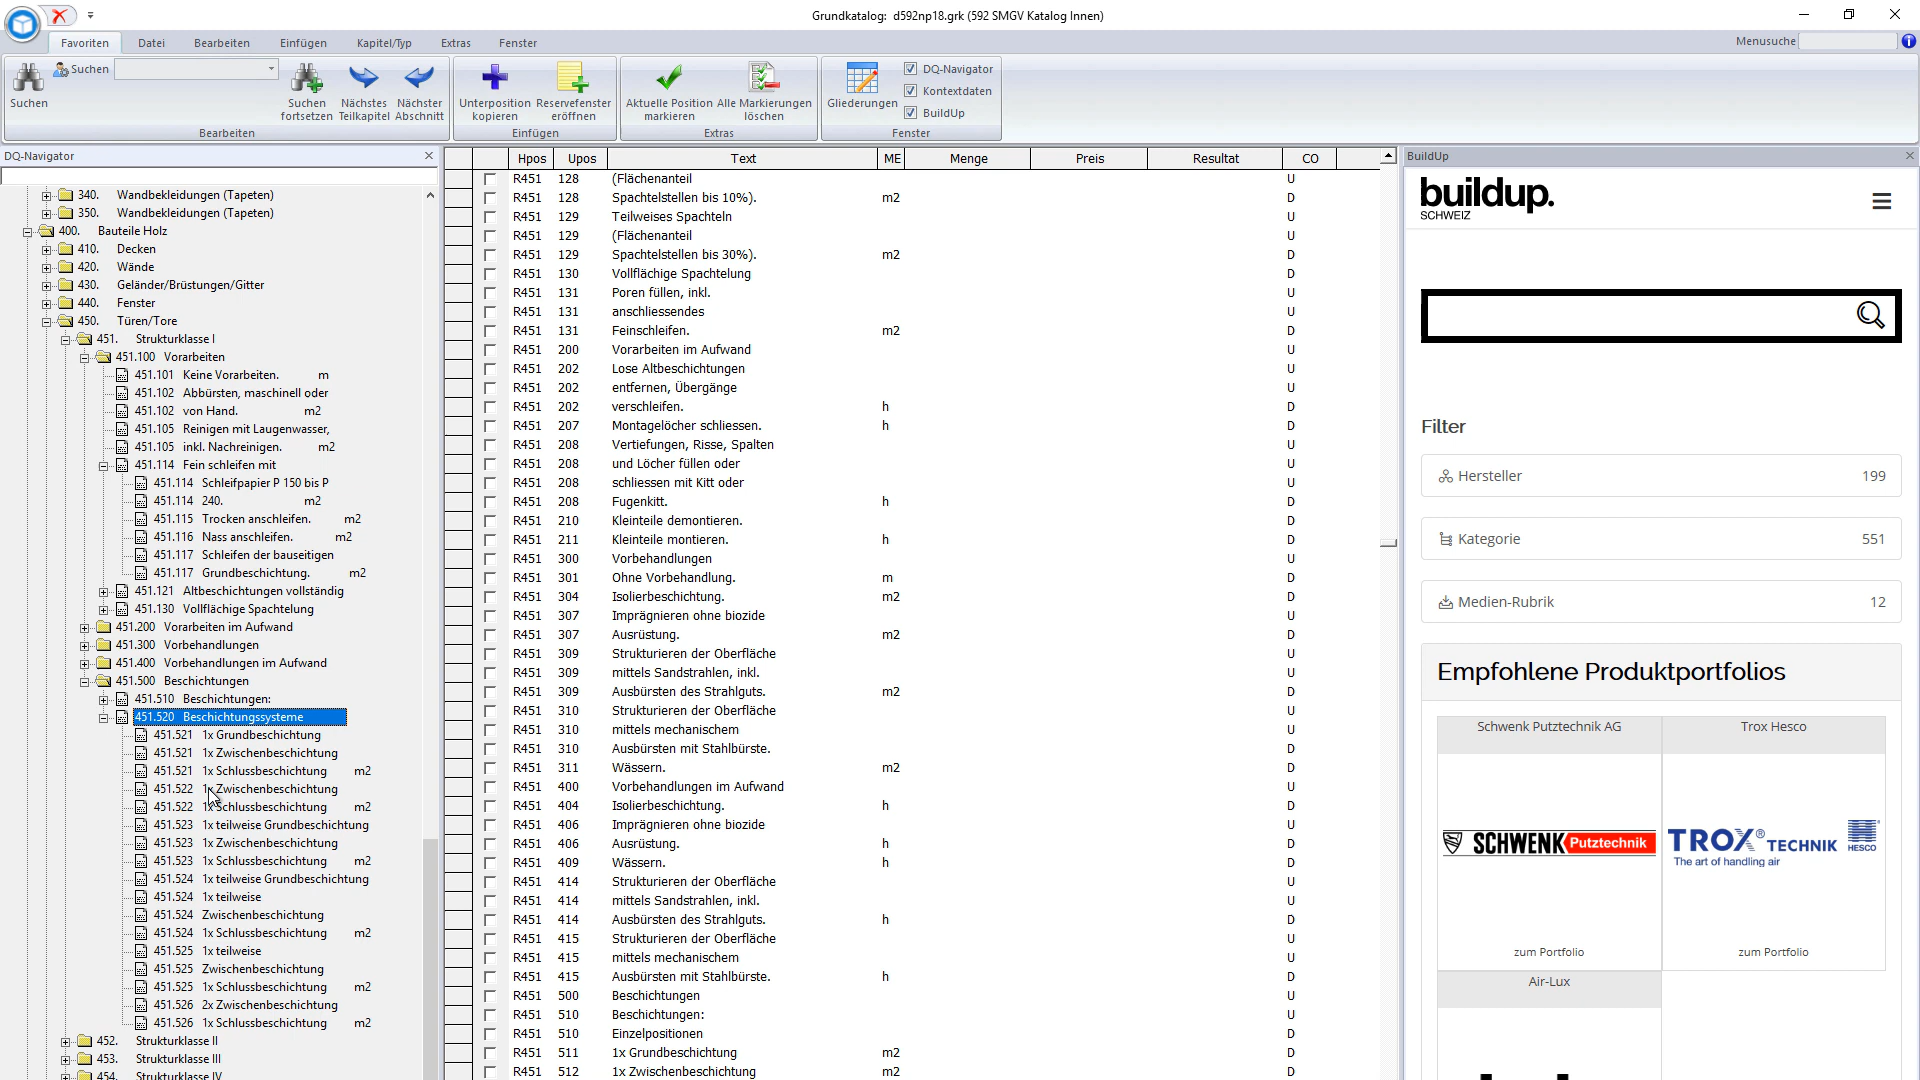 Grundkatalog: d592np18.grk (592 SMGV Katalog Innen)
Favoriten Datei Bearbeiten Einfügen Kapitel/Typ Extras Fenster Menusuche
Suchen
Suchen
Suchen fortsetzen
Nächstes Teilkapitel
Nächster Abschnitt
Bearbeiten
Unterposition kopieren
Reservefenster eröffnen
Einfügen
Aktuelle Position markieren
Alle Markierungen löschen
Extras
Gliederungen
DQ-Navigator
Kontextdaten
BuildUp
Fenster
DQ-Navigator
340. Wandbekleidungen (Tapeten)
350. Wandbekleidungen (Tapeten)
400. Bauteile Holz
410. Decken
420. Wände
430. Geländer/Brüstungen/Gitter
440. Fenster
450. Türen/Tore
451. Strukturklasse I
451.100 Vorarbeiten
451.101 Keine Vorarbeiten. m
451.102 Abbürsten, maschinell oder
451.102 von Hand. m2
451.105 Reinigen mit Laugenwasser,
451.105 inkl. Nachreinigen. m2
451.114 Fein schleifen mit
451.114 Schleifpapier P 150 bis P
451.114 240. m2
451.115 Trocken anschleifen. m2
451.116 Nass anschleifen. m2
451.117 Schleifen der bauseitigen
451.117 Grundbeschichtung. m2
451.121 Altbeschichtungen vollständig
451.130 Vollflächige Spachtelung
451.200 Vorarbeiten im Aufwand
451.300 Vorbehandlungen
451.400 Vorbehandlungen im Aufwand
451.500 Beschichtungen
451.510 Beschichtungen:
451.520 Beschichtungssysteme
451.521 1x Grundbeschichtung
451.521 1x Zwischenbeschichtung
451.521 1x Schlussbeschichtung m2
451.522 1x Zwischenbeschichtung
451.522 1x Schlussbeschichtung m2
451.523 1x teilweise Grundbeschichtung
451.523 1x Zwischenbeschichtung
451.523 1x Schlussbeschichtung m2
451.524 1x teilweise Grundbeschichtung
451.524 1x teilweise
451.524 Zwischenbeschichtung
451.524 1x Schlussbeschichtung m2
451.525 1x teilweise
451.525 Zwischenbeschichtung
451.525 1x Schlussbeschichtung m2
451.526 2x Zwischenbeschichtung
451.526 1x Schlussbeschichtung m2
452. Strukturklasse II
453. Strukturklasse III
454. Strukturklasse IV
Hpos Upos Text ME Menge Preis Resultat CO
R451 128 (Flächenanteil U
R451 128 Spachtelstellen bis 10%). m2 D
R451 129 Teilweises Spachteln U
R451 129 (Flächenanteil U
R451 129 Spachtelstellen bis 30%). m2 D
R451 130 Vollflächige Spachtelung D
R451 131 Poren füllen, inkl. U
R451 131 anschliessendes U
R451 131 Feinschleifen. m2 D
R451 200 Vorarbeiten im Aufwand U
R451 202 Lose Altbeschichtungen U
R451 202 entfernen, Übergänge U
R451 202 verschleifen. h D
R451 207 Montagelöcher schliessen. h D
R451 208 Vertiefungen, Risse, Spalten U
R451 208 und Löcher füllen oder U
R451 208 schliessen mit Kitt oder U
R451 208 Fugenkitt. h D
R451 210 Kleinteile demontieren. D
R451 211 Kleinteile montieren. h D
R451 300 Vorbehandlungen U
R451 301 Ohne Vorbehandlung. m D
R451 304 Isolierbeschichtung. m2 D
R451 307 Imprägnieren ohne biozide U
R451 307 Ausrüstung. m2 D
R451 309 Strukturieren der Oberfläche U
R451 309 mittels Sandstrahlen, inkl. U
R451 309 Ausbürsten des Strahlguts. m2 D
R451 310 Strukturieren der Oberfläche U
R451 310 mittels mechanischem U
R451 310 Ausbürsten mit Stahlbürste. D
R451 311 Wässern. m2 D
R451 400 Vorbehandlungen im Aufwand U
R451 404 Isolierbeschichtung. h D
R451 406 Imprägnieren ohne biozide U
R451 406 Ausrüstung. h D
R451 409 Wässern. h D
R451 414 Strukturieren der Oberfläche U
R451 414 mittels Sandstrahlen, inkl. U
R451 414 Ausbürsten des Strahlguts. h D
R451 415 Strukturieren der Oberfläche U
R451 415 mittels mechanischem U
R451 415 Ausbürsten mit Stahlbürste. h D
R451 500 Beschichtungen U
R451 510 Beschichtungen: U
R451 510 Einzelpositionen D
R451 511 1x Grundbeschichtung m2 D
R451 512 1x Zwischenbeschichtung m2 D
BuildUp
buildup.
SCHWEIZ
Filter
Hersteller 199
Kategorie 551
Medien-Rubrik 12
Empfohlene Produktportfolios
Schwenk Putztechnik AG
SCHWENK Putztechnik
zum Portfolio
Trox Hesco
TROX® TECHNIK HESCO
The art of handling air
zum Portfolio
Air-Lux